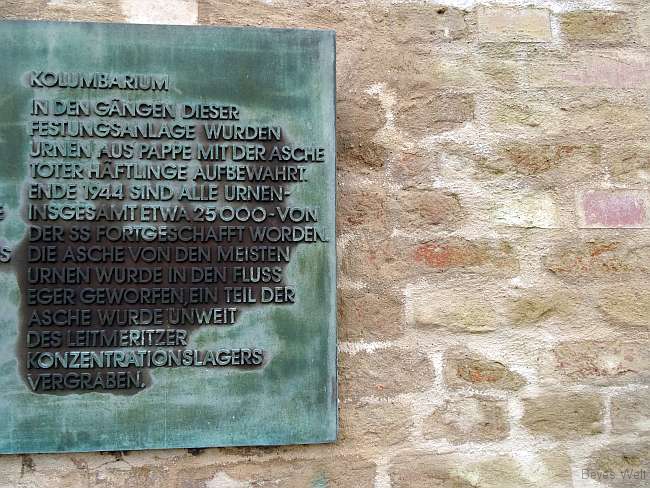 KOLUMBARIUM
IN DEN GÄNGEN DIESER
FESTUNGSANLAGE WURDEN
URNEN AUS PAPPE MIT DER ASCHE
TOTER HÄFTLINGE AUFBEWAHRT.
ENDE 1944 SIND ALLE URNEN-
INSGESAMT ETWA 25 000-VON
DER SS FORTGESCHAFFT WORDEN.
DIE ASCHE VON DEN MEISTEN
URNEN WURDE IN DEN FLUSS
EGER GEWORFEN, EIN TEIL DER
ASCHE WURDE UNWEIT
DES LEITMERITZER
KONZENTRATIONSLAGERS
VERGRABEN.